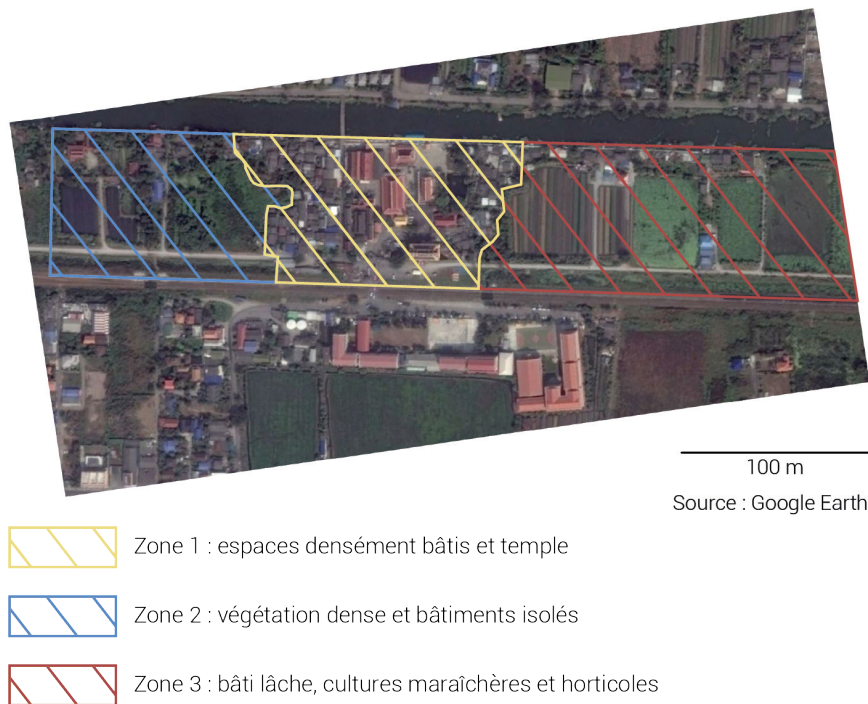 100 m
Source : Google Earth
Zone 1 : espaces densément bâtis et temple
Zone 2 : végétation dense et bâtiments isolés
Zone 3 : bâti lâche, cultures maraîchères et horticoles